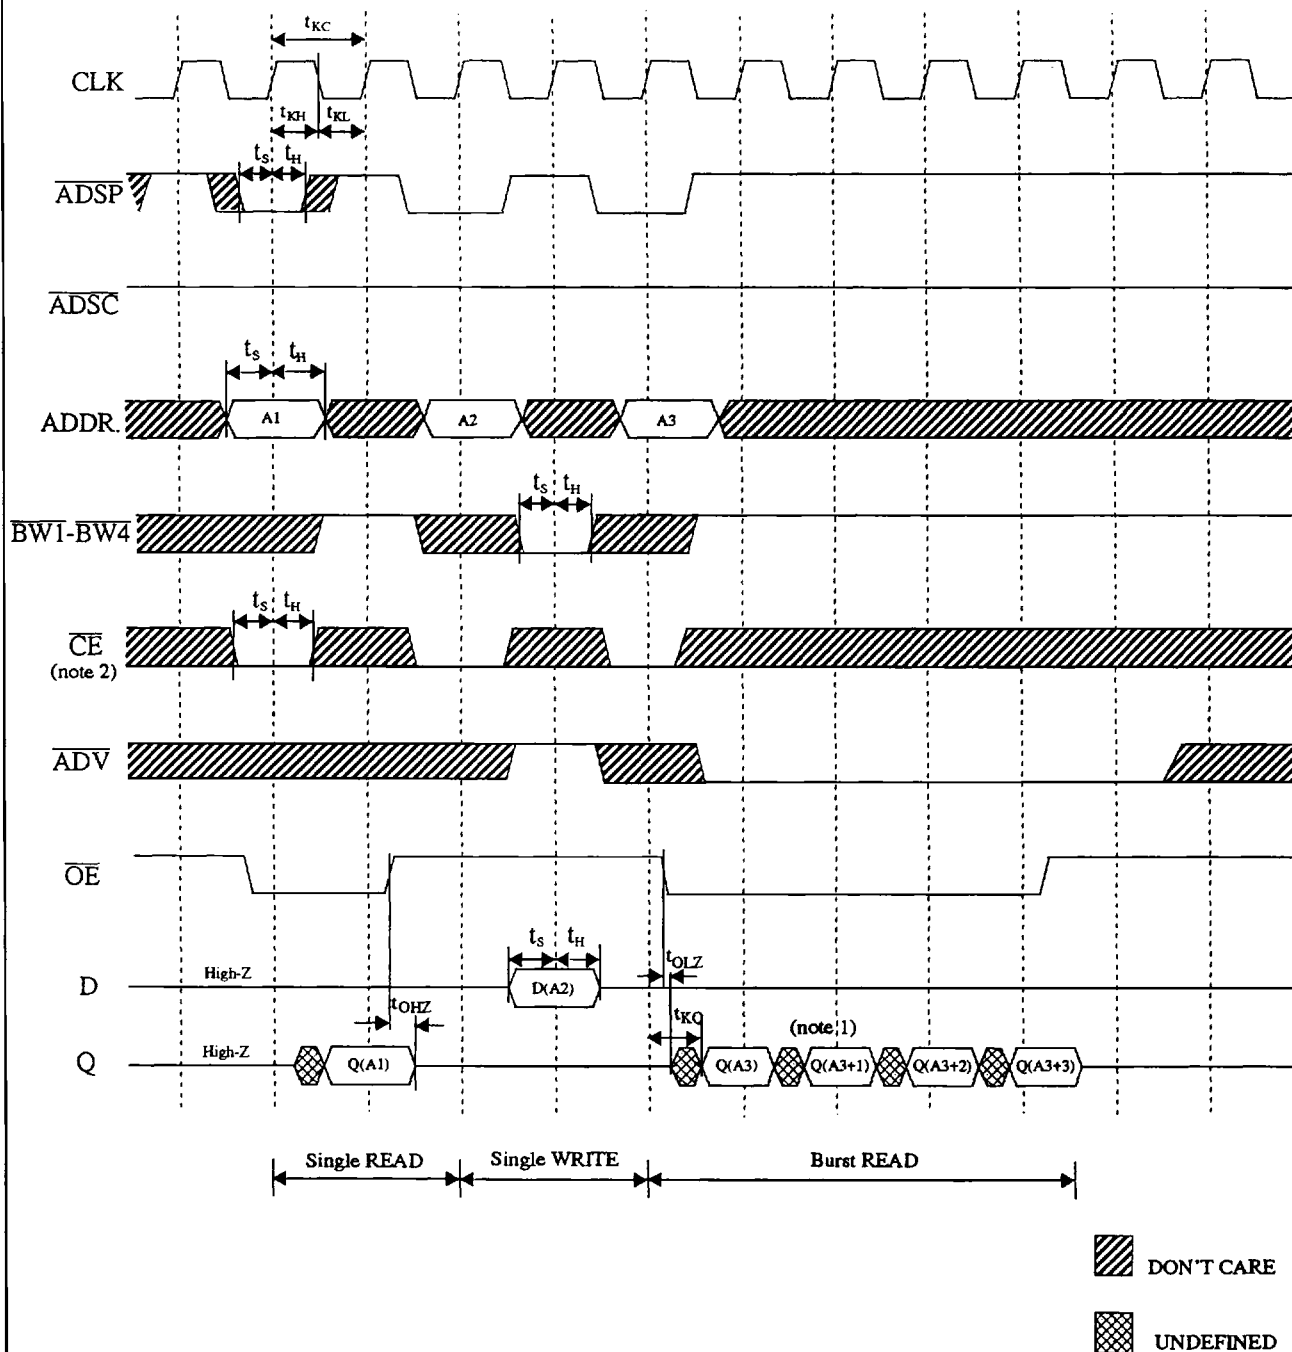 tKC
CLK
tKH tKL
tS tH
ADSP
ADSC
tS tH
ADDR. A1 A2 A3
tS tH
BW1-BW4
tS tH
CE
(note 2)
ADV
OE
tS tH
tOLZ
D High-Z D(A2)
tOHZ
tKQ (note 1)
Q High-Z Q(A1) Q(A3) Q(A3+1) Q(A3+2) Q(A3+3)
Single READ Single WRITE Burst READ
DON'T CARE
UNDEFINED